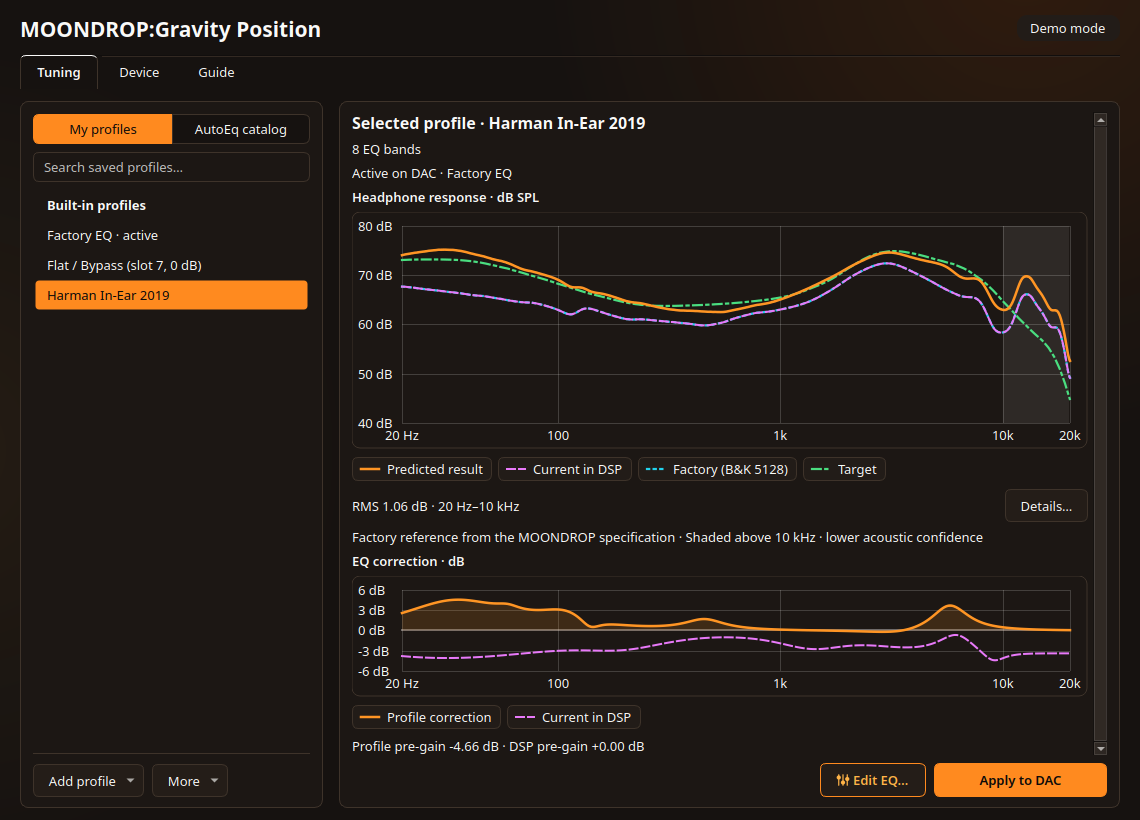 MOONDROP:Gravity Position
Demo mode
Tuning
Device
Guide
My profiles
AutoEq catalog
Search saved profiles...
Built-in profiles
Factory EQ · active
Flat / Bypass (slot 7, 0 dB)
Harman In-Ear 2019
Add profile
More
Selected profile · Harman In-Ear 2019
8 EQ bands
Active on DAC · Factory EQ
Headphone response · dB SPL
80 dB
70 dB
60 dB
50 dB
40 dB
20 Hz
100
1k
10k
20k
Predicted result
Current in DSP
Factory (B&K 5128)
Target
RMS 1.06 dB · 20 Hz–10 kHz
Details...
Factory reference from the MOONDROP specification · Shaded above 10 kHz · lower acoustic confidence
EQ correction · dB
6 dB
3 dB
0 dB
-3 dB
-6 dB
20 Hz
100
1k
10k
20k
Profile correction
Current in DSP
Profile pre-gain -4.66 dB · DSP pre-gain +0.00 dB
Edit EQ...
Apply to DAC